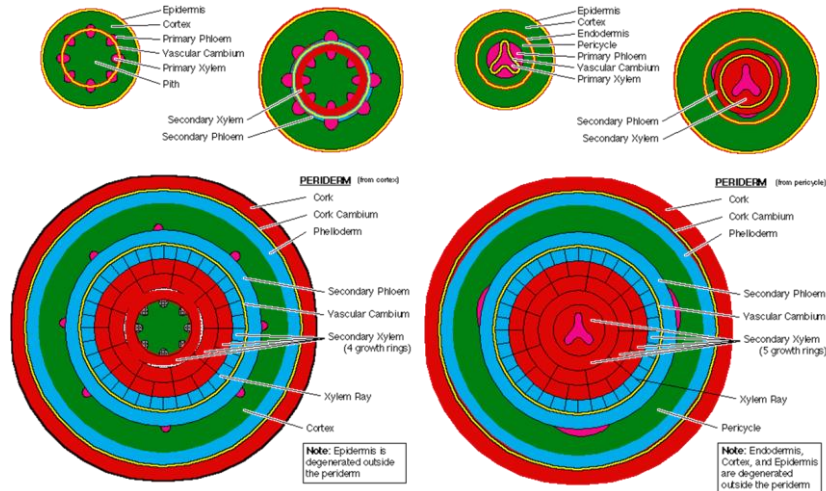 Epidermis
Cortex
Primary Phloem
Vascular Cambium
Primary Xylem
Pith
Secondary Xylem
Secondary Phloem
Epidermis
Cortex
Endodermis
Pericycle
Primary Phloem
Vascular Cambium
Primary Xylem
Secondary Phloem
Secondary Xylem
PERIDERM (from cortex)
Cork
Cork Cambium
Phelloderm
Secondary Phloem
Vascular Cambium
Secondary Xylem
(4 growth rings)
Xylem Ray
Cortex
Note: Epidermis is
degenerated outside
the periderm
PERIDERM (from pericycle)
Cork
Cork Cambium
Phelloderm
Secondary Phloem
Vascular Cambium
Secondary Xylem
(5 growth rings)
Xylem Ray
Pericycle
Note: Endodermis,
Cortex, and Epidermis
are degenerated
outside the periderm